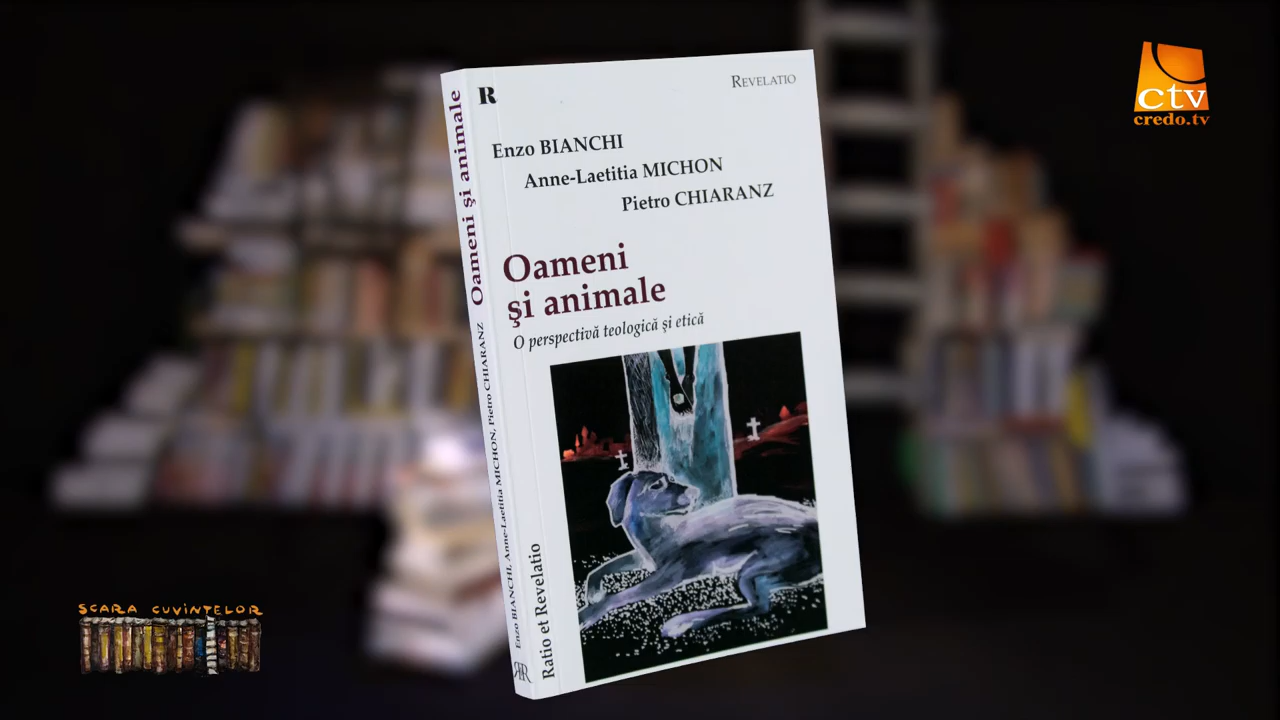 R
REVELATIO
Enzo BIANCHI
Anne-Laetitia MICHON
Pietro CHIARANZ
Oameni
şi animale
O perspectivă teologică şi etică
Ratio et Revelatio
Oameni şi animale
Enzo BIANCHI, Anne-Laetitia MICHON, Pietro CHIARANZ
RR
ctv
credo.tv
SCARA CUVINTELOR